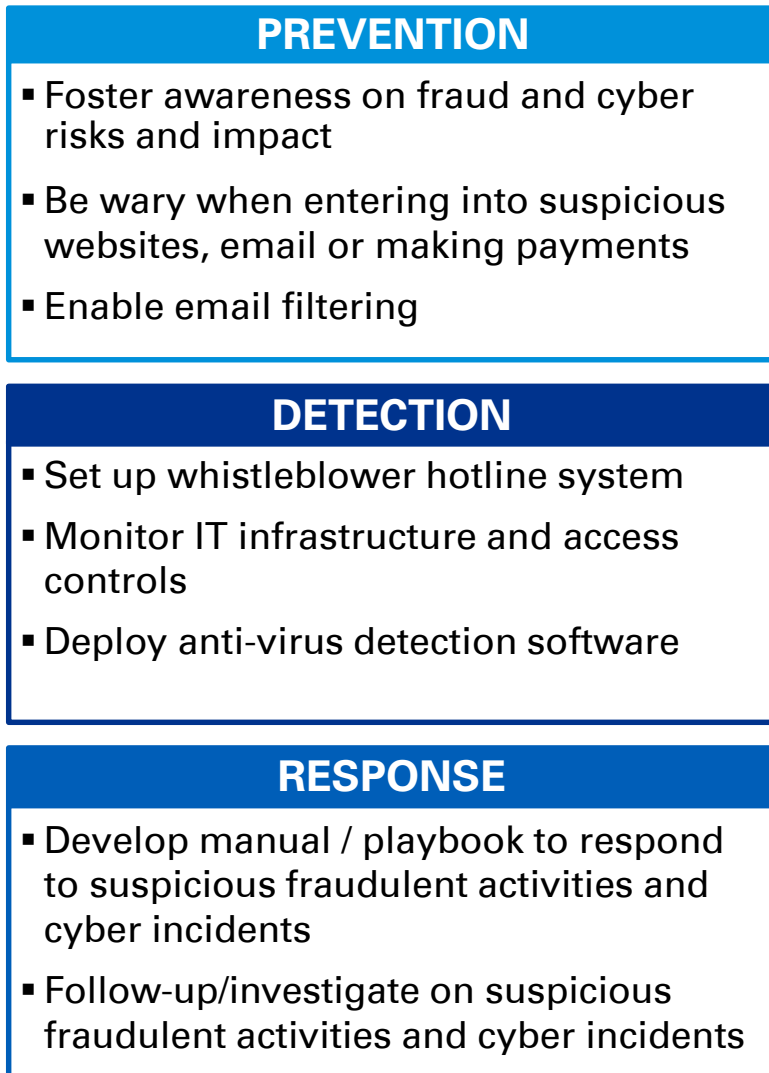 PREVENTION
▪ Foster awareness on fraud and cyber
risks and impact
▪ Be wary when entering into suspicious
websites, email or making payments
▪ Enable email filtering
DETECTION
▪ Set up whistleblower hotline system
▪ Monitor IT infrastructure and access
controls
▪ Deploy anti-virus detection software
RESPONSE
▪ Develop manual / playbook to respond
to suspicious fraudulent activities and
cyber incidents
▪ Follow-up/investigate on suspicious
fraudulent activities and cyber incidents